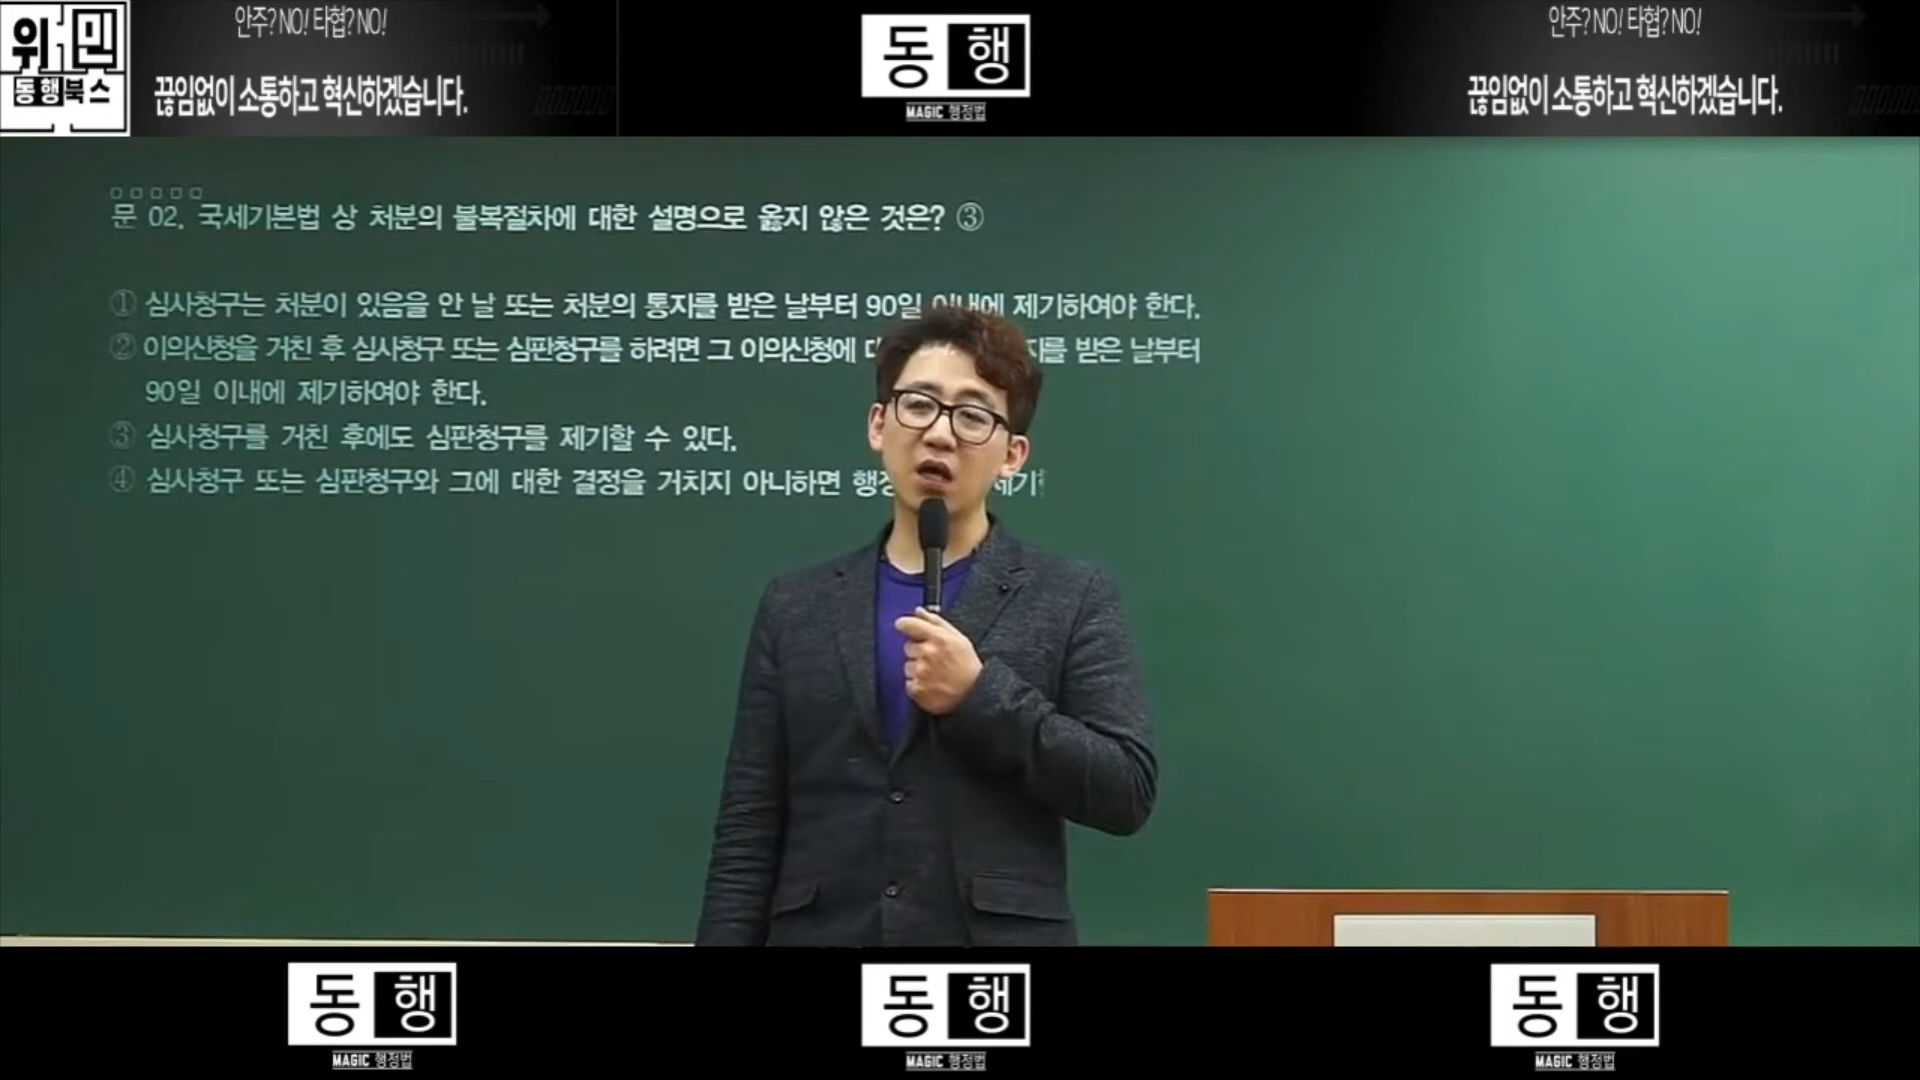 위민
동행북스
안주? NO! 타협? NO!
끊임없이 소통하고 혁신하겠습니다.
동행
MAGIC 행정법
안주? NO! 타협? NO!
끊임없이 소통하고 혁신하겠습니다.
문 02. 국세기본법 상 처분의 불복절차에 대한 설명으로 옳지 않은 것은? ③
① 심사청구는 처분이 있음을 안 날 또는 처분의 통지를 받은 날부터 90일 이내에 제기하여야 한다.
② 이의신청을 거친 후 심사청구 또는 심판청구를 하려면 그 이의신청에 지를 받은 날부터
90일 이내에 제기하여야 한다.
③ 심사청구를 거친 후에도 심판청구를 제기할 수 있다.
④ 심사청구 또는 심판청구와 그에 대한 결정을 거치지 아니하면 행정 제기
동행
MAGIC 행정법
동행
MAGIC 행정법
동행
MAGIC 행정법